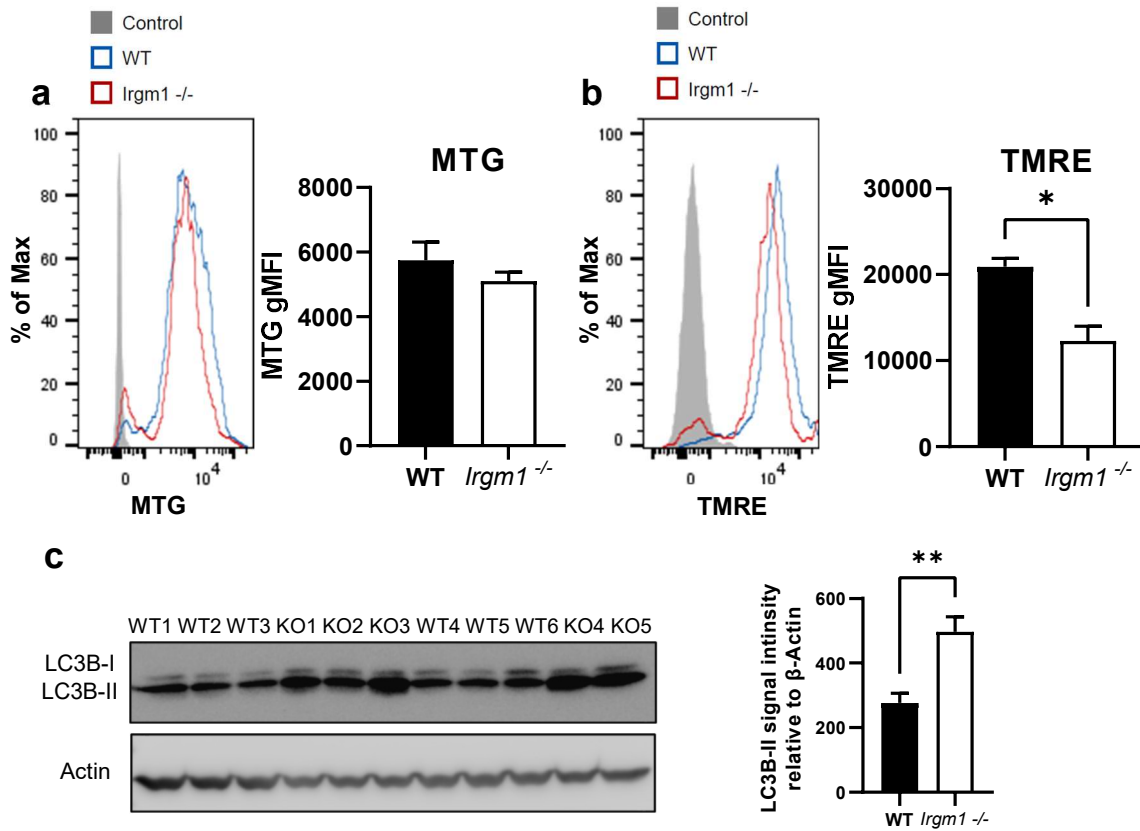 Control
WT
Irgm1 -/-
a
100
80
60
40
20
0
% of Max
0 10⁴
MTG
MTG
8000
6000
4000
2000
0
MTG gMFI
WT Irgm1 -/-
Control
WT
Irgm1 -/-
b
100
80
60
40
20
0
% of Max
0 10⁴
TMRE
TMRE
*
30000
20000
10000
0
TMRE gMFI
WT Irgm1 -/-
c
WT1 WT2 WT3 KO1 KO2 KO3 WT4 WT5 WT6 KO4 KO5
LC3B-I
LC3B-II
Actin
**
600
400
200
0
LC3B-II signal intinsity
relative to β-Actin
WT Irgm1 -/-